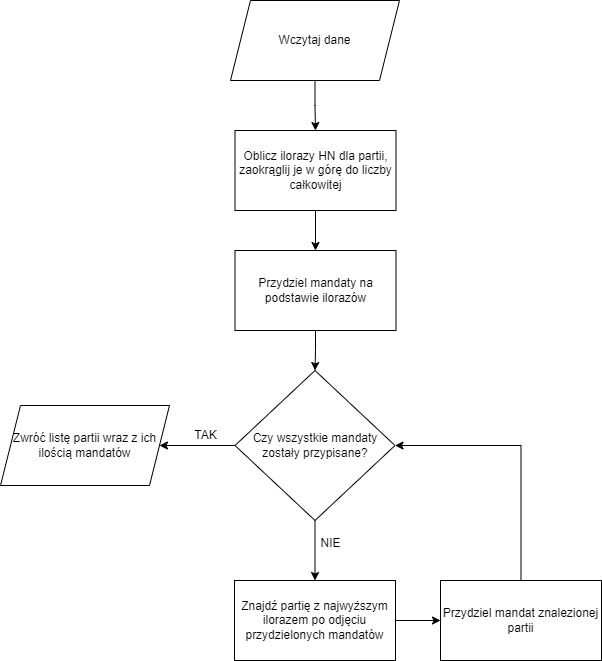 Wczytaj dane
Oblicz ilorazy HN dla partii,
zaokrąglij je w górę do liczby
całkowitej
Przydziel mandaty na
podstawie ilorazów
Czy wszystkie mandaty
zostały przypisane?
TAK
Zwróć listę partii wraz z ich
ilością mandatów
NIE
Znajdź partię z najwyższym
ilorazem po odjęciu
przydzielonych mandatów
Przydziel mandat znalezionej
partii